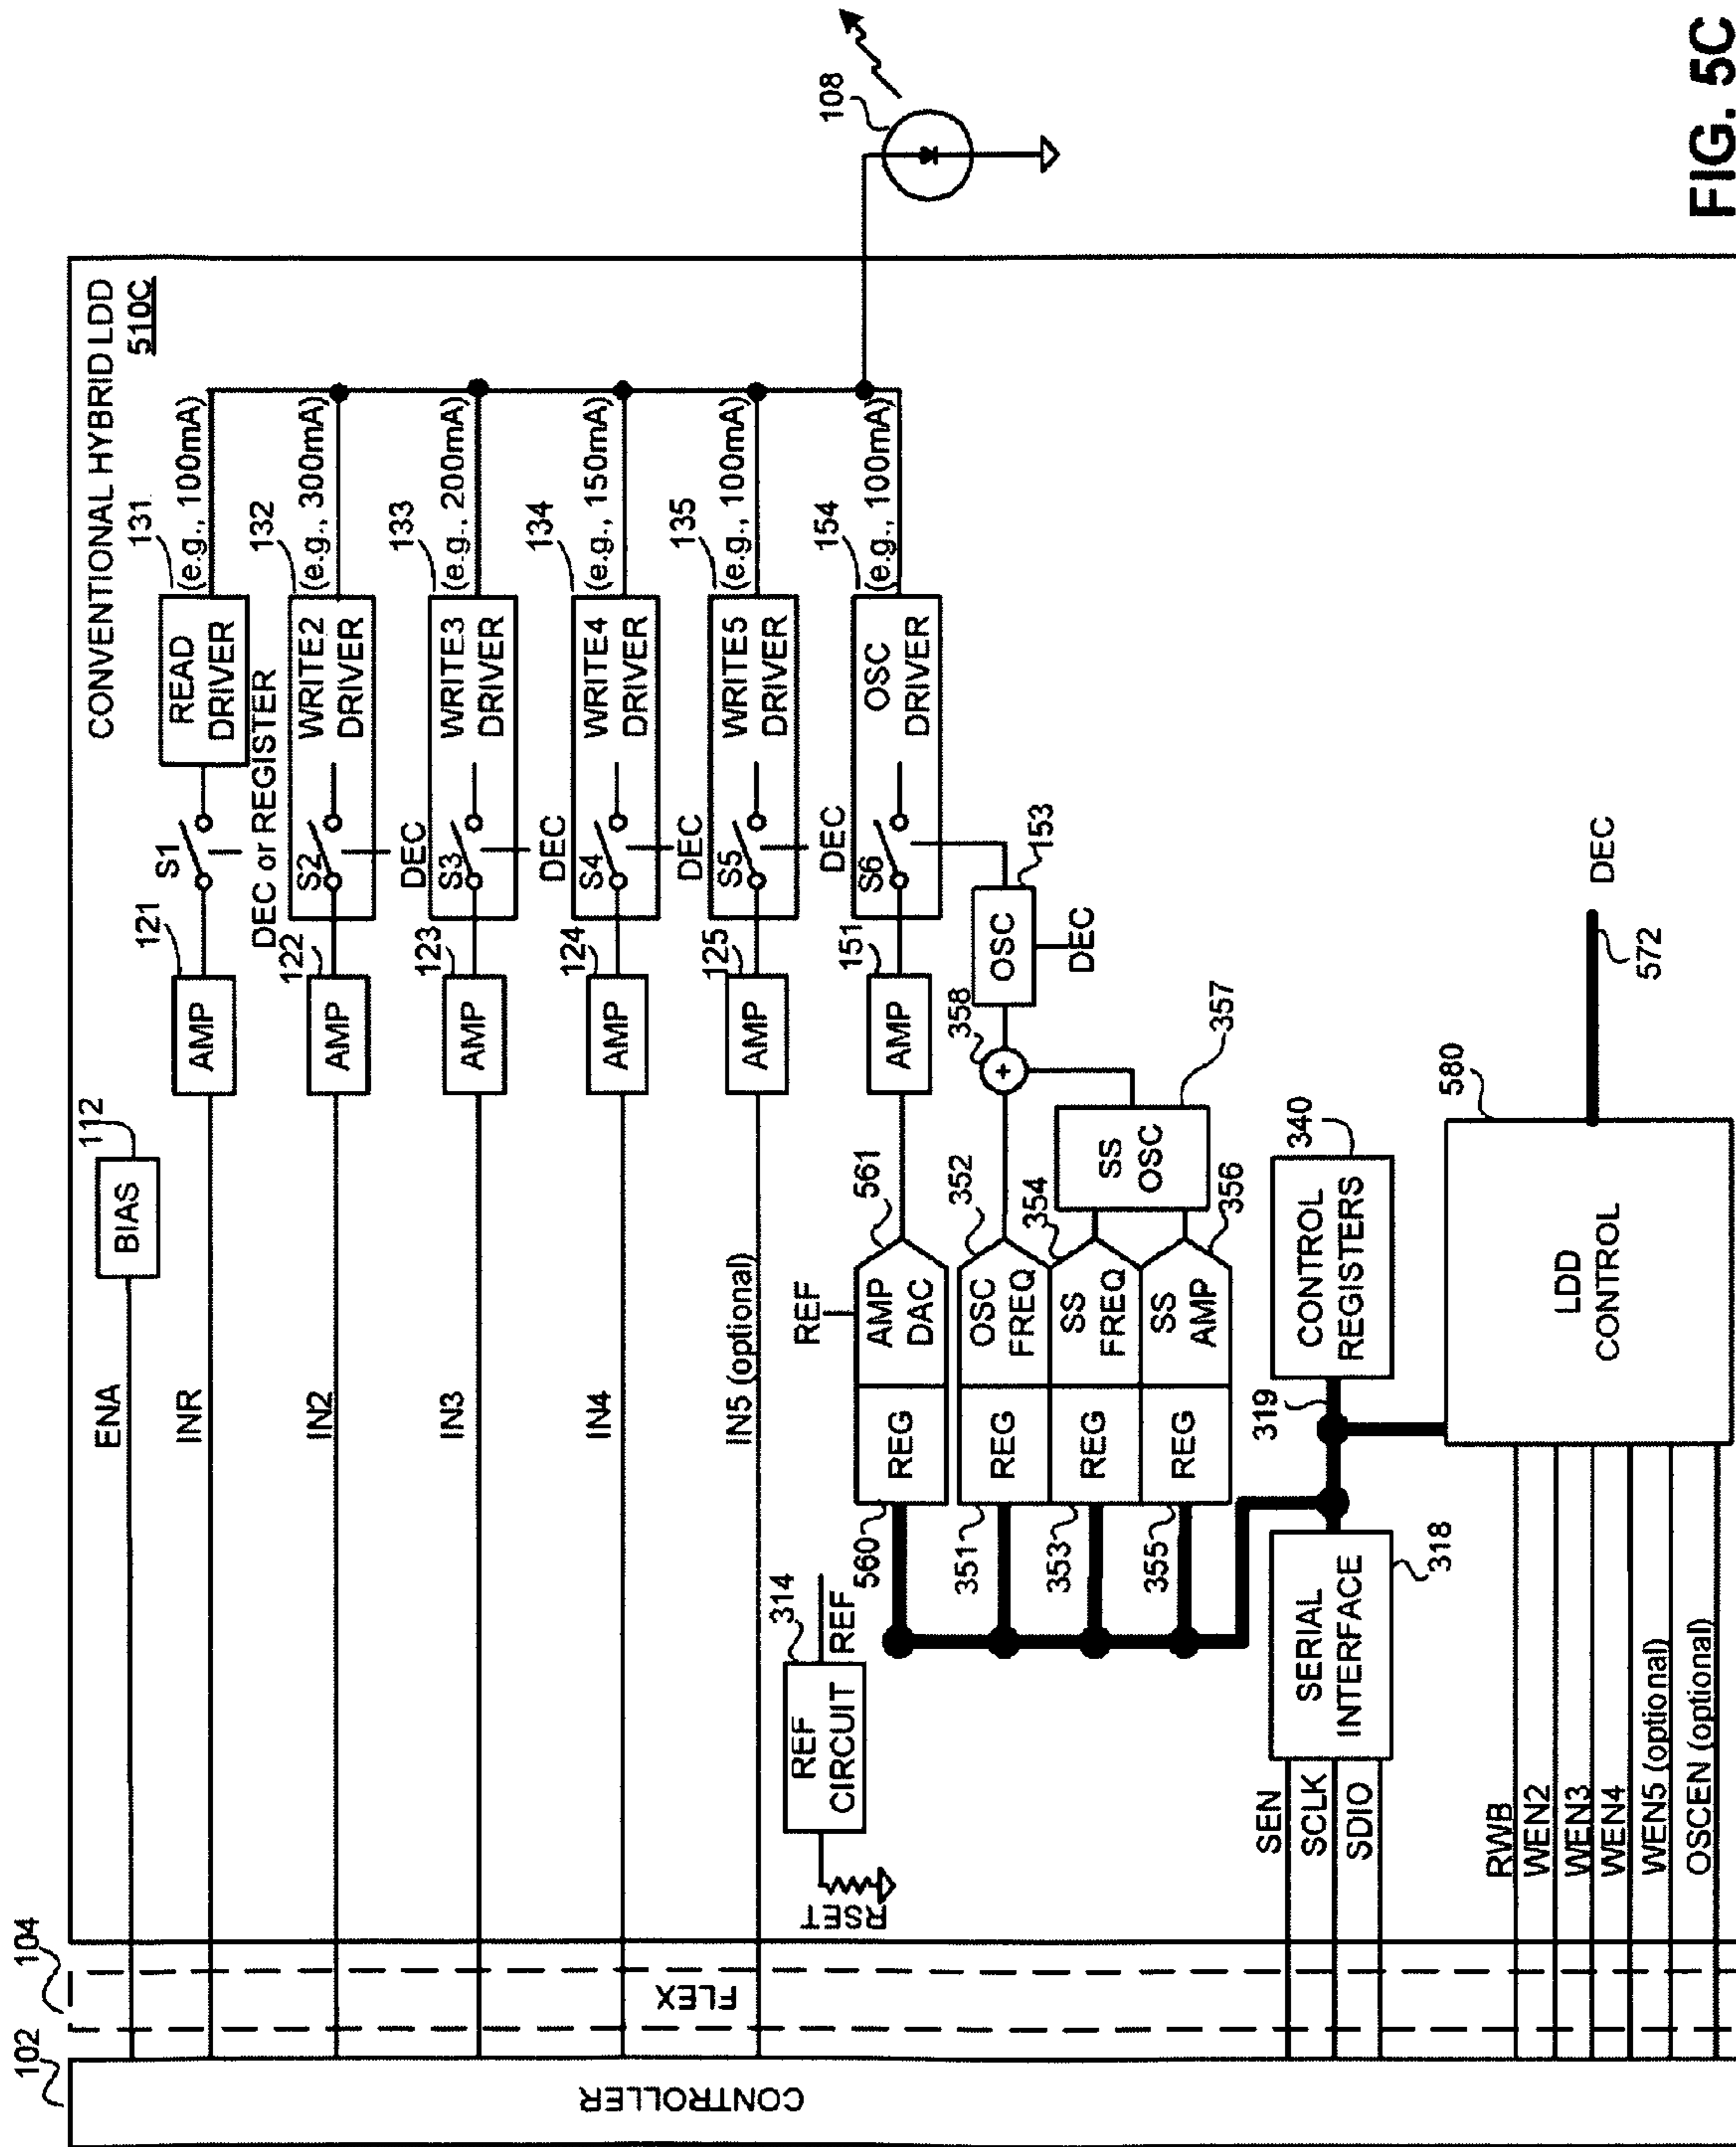 102
104
CONTROLLER
FLEX
CONVENTIONAL HYBRID LDD
510C
ENA
112
BIAS
INR
121
AMP
S1
DEC or REGISTER
131
READ
DRIVER
(e.g., 100mA)
IN2
122
AMP
S2
DEC
132
WRITE2
DRIVER
(e.g., 300mA)
IN3
123
AMP
S3
DEC
133
WRITE3
DRIVER
(e.g., 200mA)
IN4
124
AMP
S4
DEC
134
WRITE4
DRIVER
(e.g., 150mA)
IN5 (optional)
125
AMP
S5
DEC
135
WRITE5
DRIVER
(e.g., 100mA)
108
RSET
314
REF
CIRCUIT
REF
REF
560
REG
AMP
DAC
561
151
AMP
S6
154
OSC
DRIVER
(e.g., 100mA)
351
REG
OSC
FREQ
352
358
+
OSC
153
DEC
353
REG
SS
FREQ
354
355
REG
SS
AMP
356
SS
OSC
357
SEN
SCLK
SDIO
SERIAL
INTERFACE
318
319
CONTROL
REGISTERS
340
RWB
WEN2
WEN3
WEN4
WEN5 (optional)
OSCEN (optional)
LDD
CONTROL
580
DEC
572
FIG. 5C